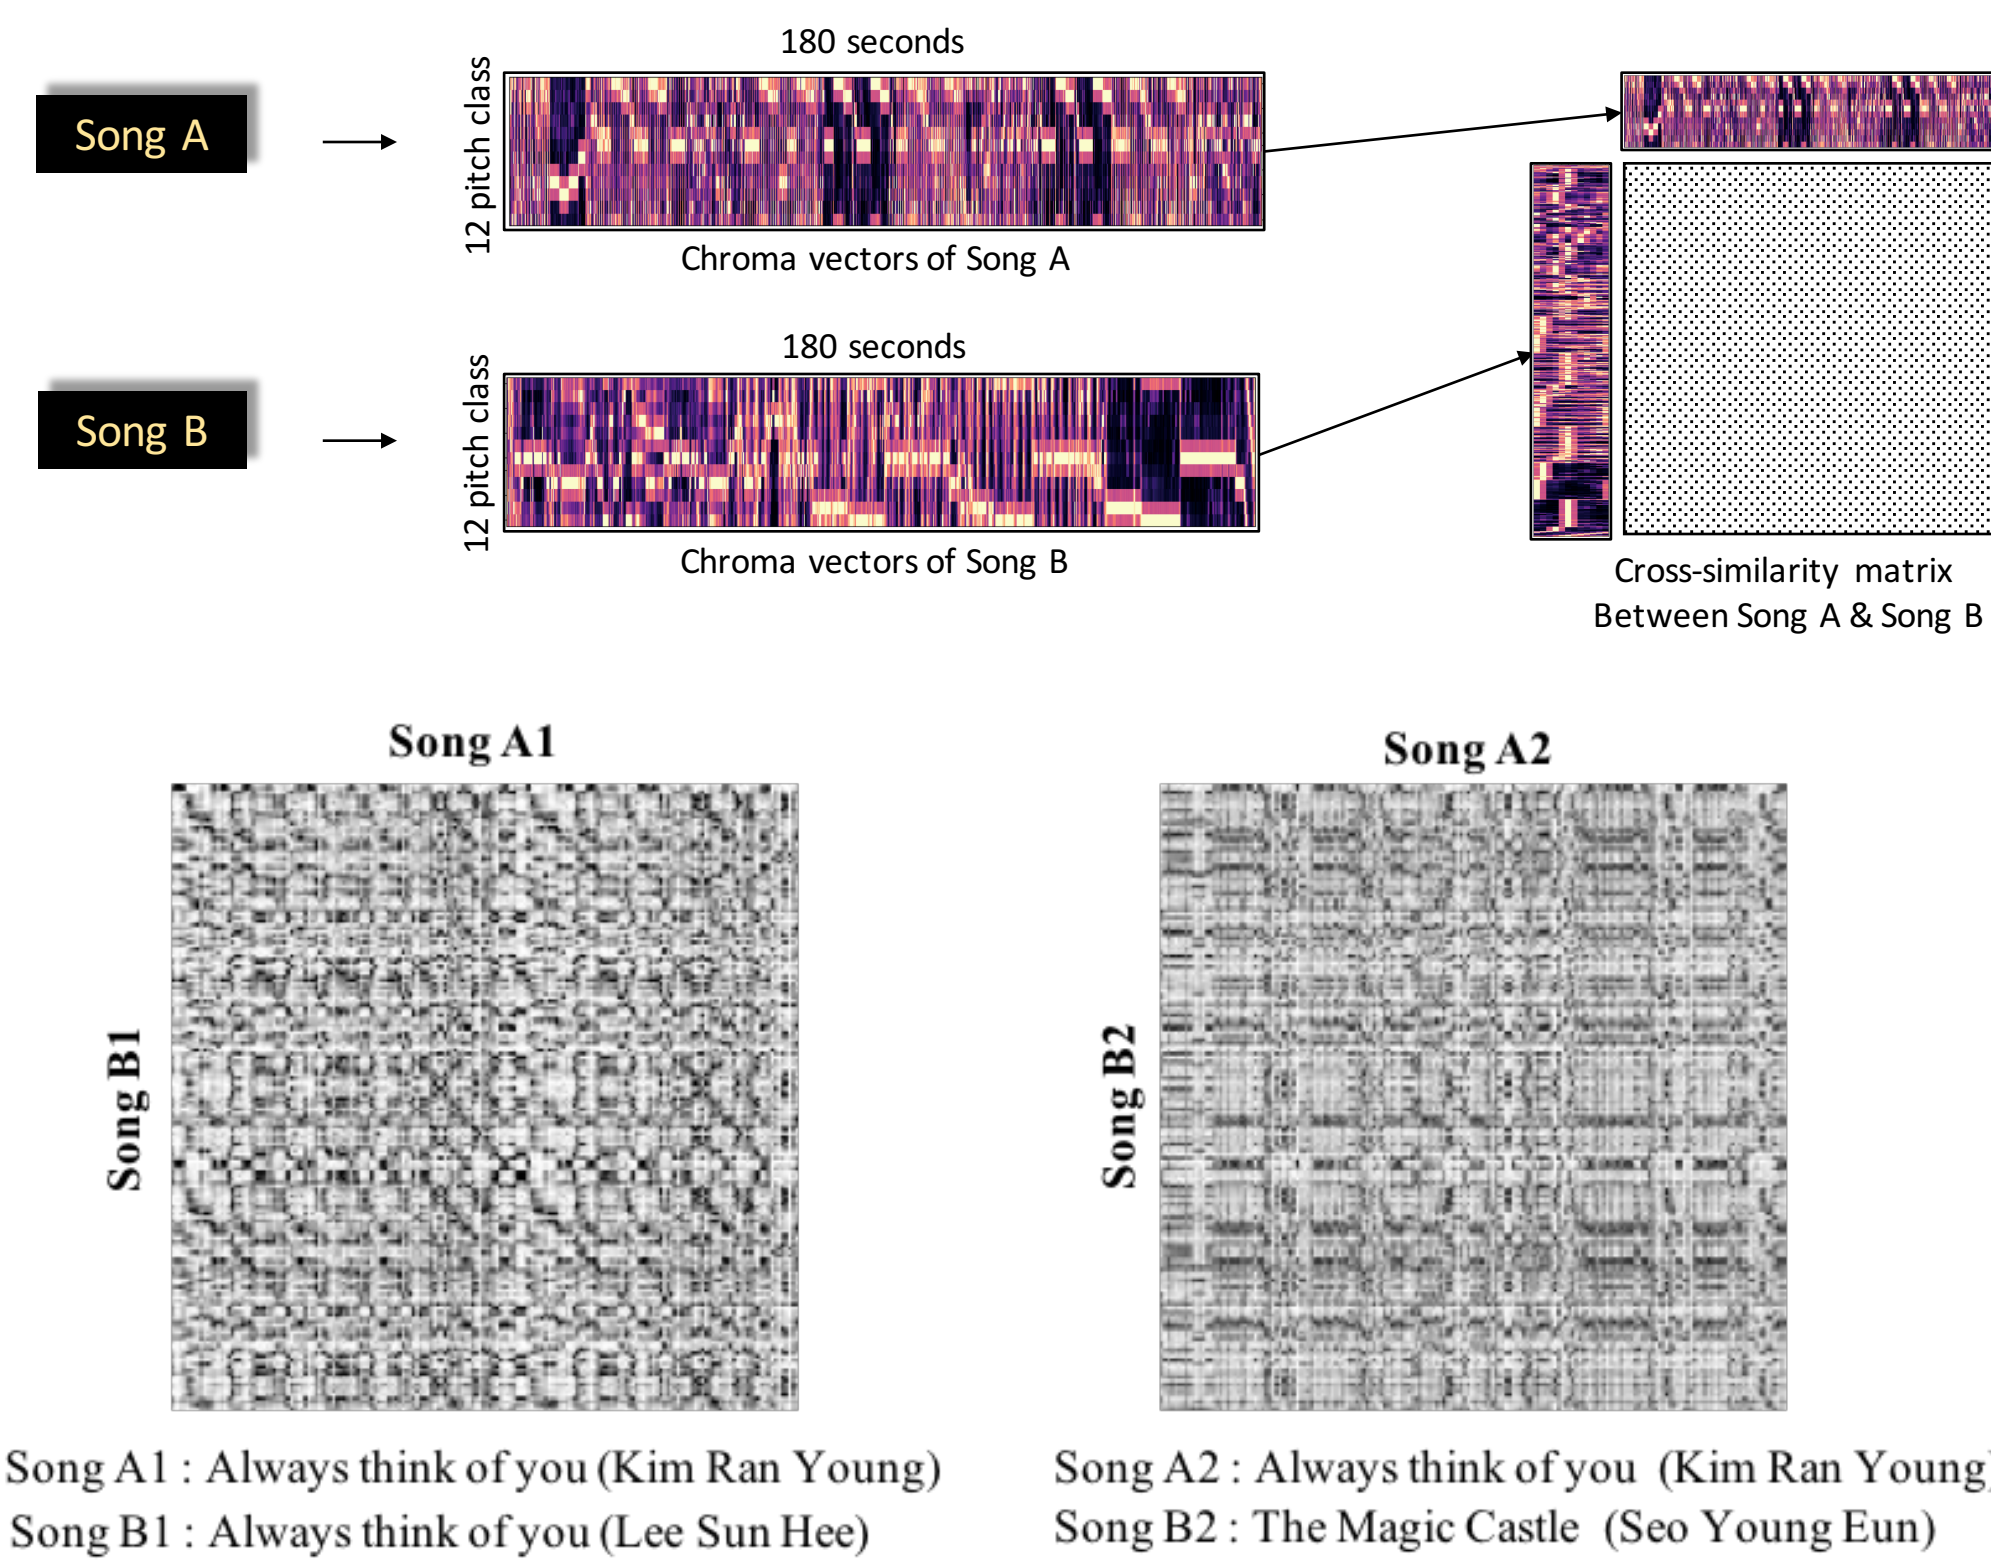 180 seconds
Song A
12 pitch class
Chroma vectors of Song A
180 seconds
Song B
12 pitch class
Chroma vectors of Song B
Cross-similarity matrix
Between Song A & Song B
Song A1
Song B1
Song A1 : Always think of you (Kim Ran Young)
Song B1 : Always think of you (Lee Sun Hee)
Song A2
Song B2
Song A2 : Always think of you (Kim Ran Young)
Song B2 : The Magic Castle (Seo Young Eun)